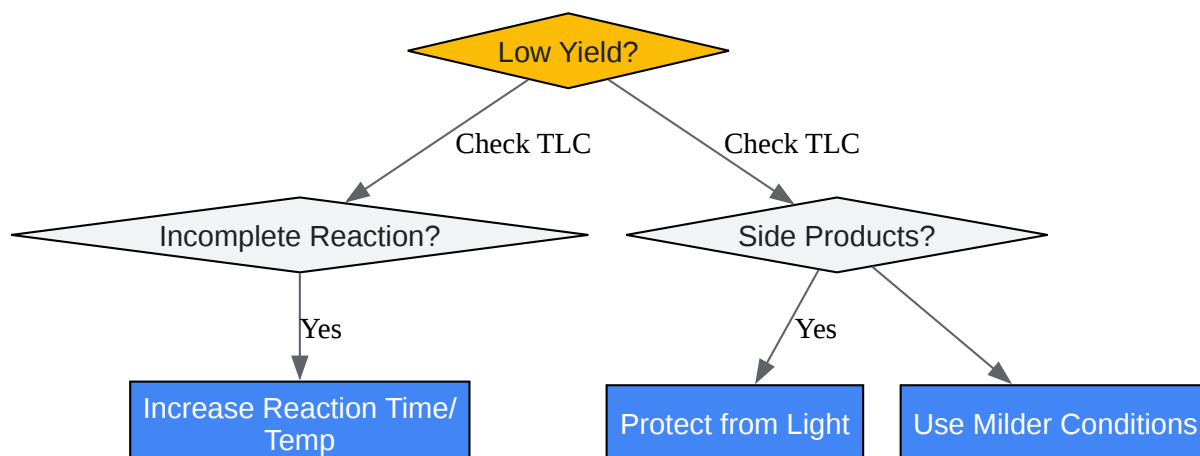 Low Yield?
Check TLC
Check TLC
Incomplete Reaction?
Side Products?
Yes
Yes
Increase Reaction Time/
Temp
Protect from Light
Use Milder Conditions